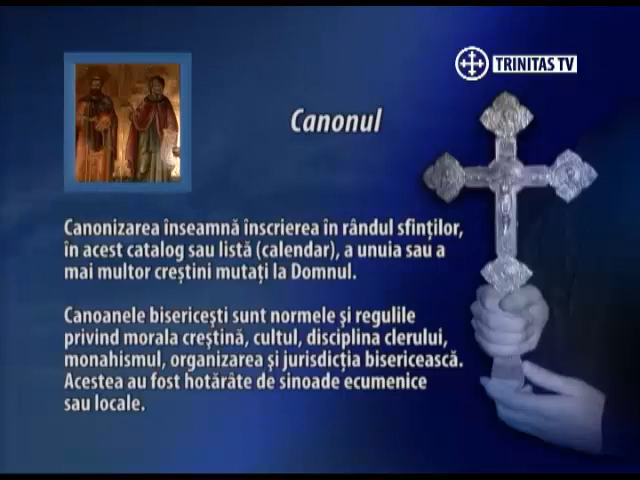 TRINITAS TV
Canonul
Canonizarea înseamnă înscrierea în rândul sfinților,
în acest catalog sau listă (calendar), a unuia sau a
mai multor creștini mutați la Domnul.
Canoanele bisericești sunt normele și regulile
privind morala creștină, cultul, disciplina clerului,
monahismul, organizarea și jurisdicția bisericească.
Acestea au fost hotărâte de sinoade ecumenice
sau locale.